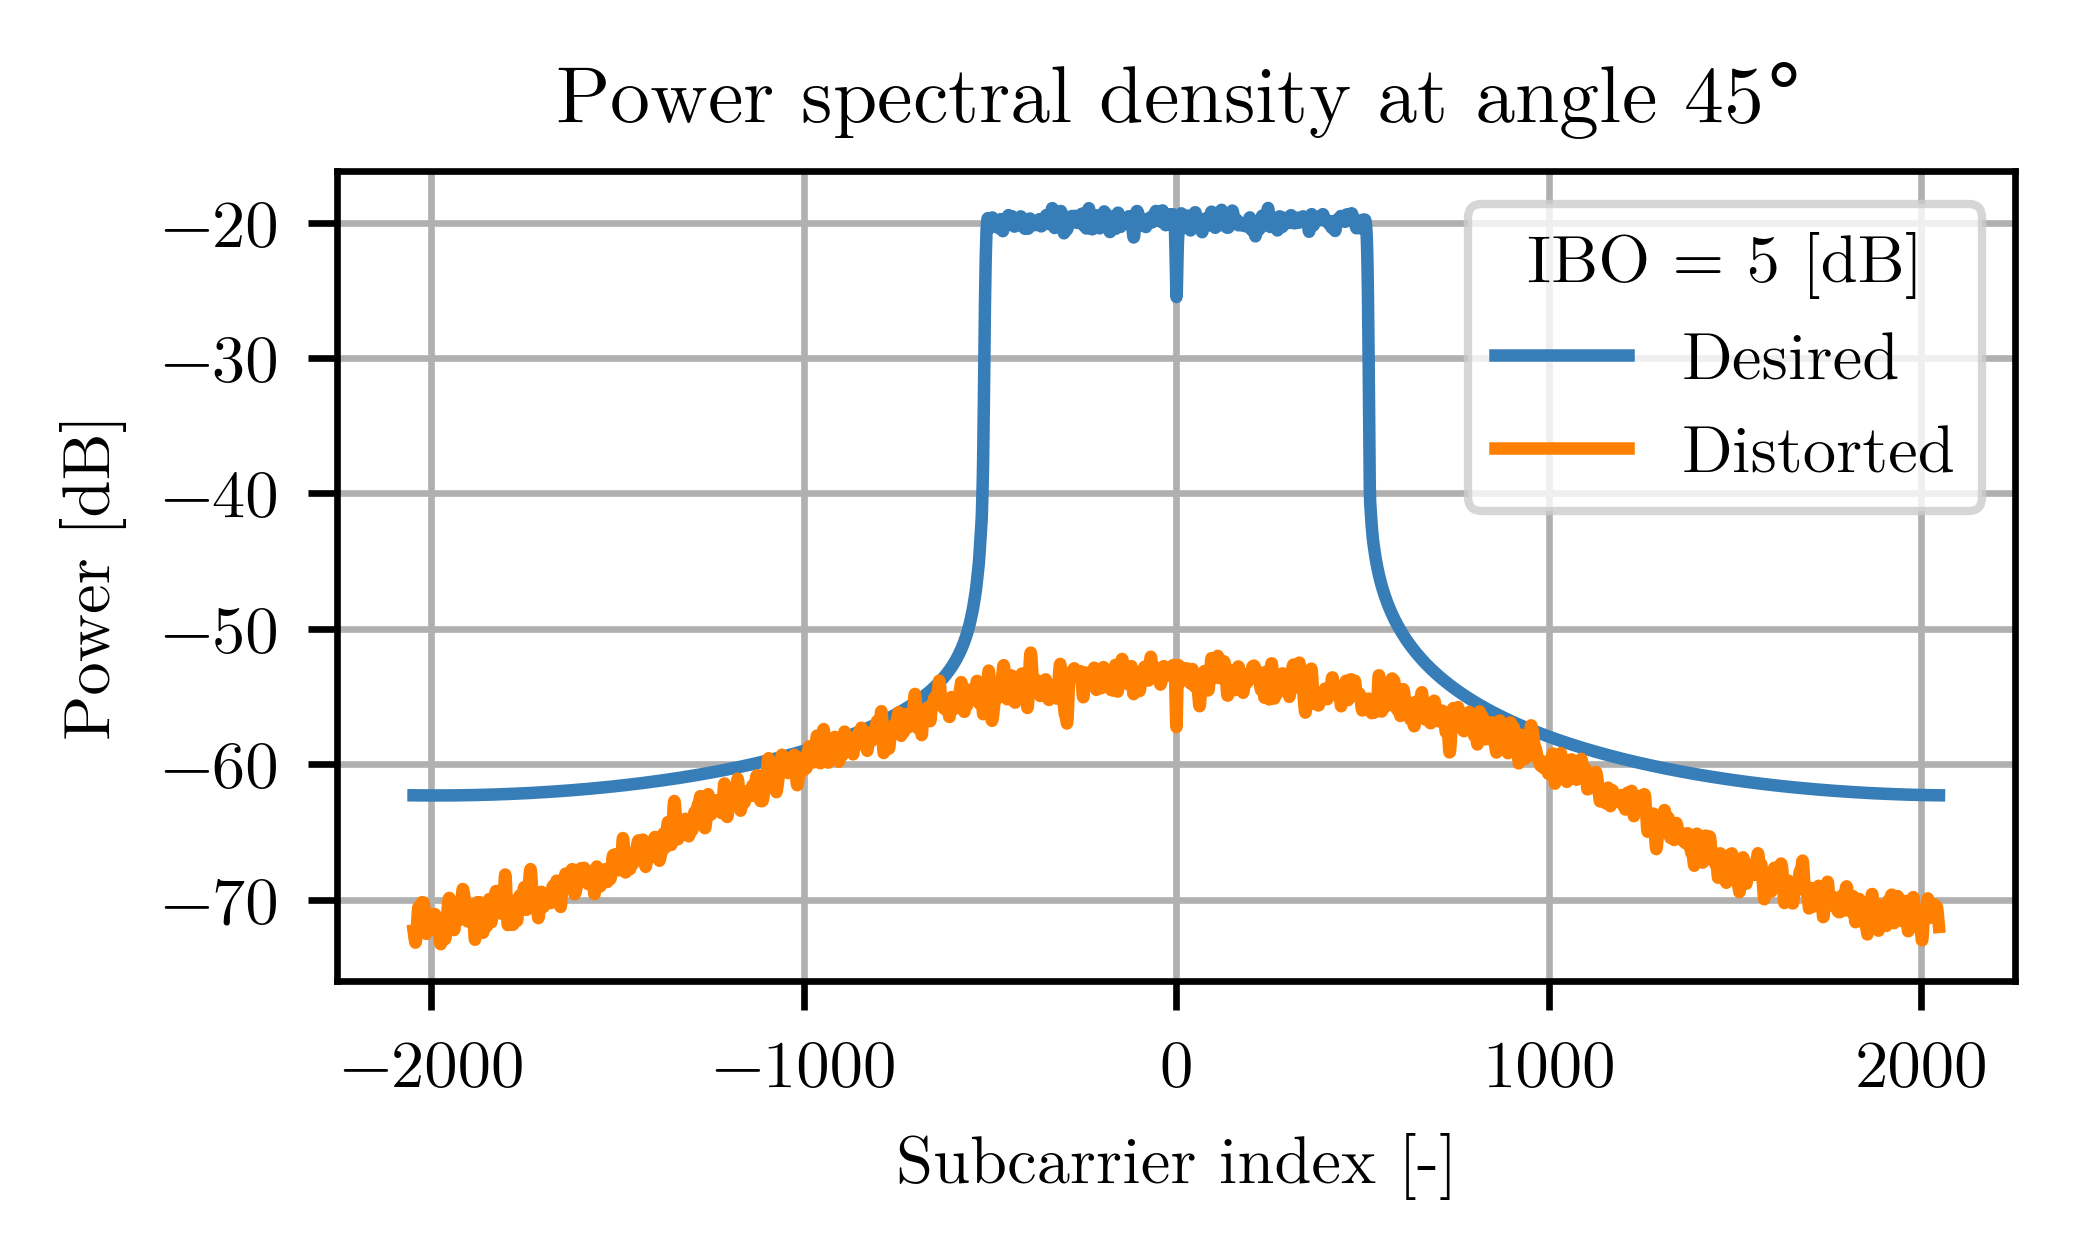 Power spectral density at angle 45°
Power [dB]
−20
−30
−40
−50
−60
−70
IBO = 5 [dB]
Desired
Distorted
−2000 −1000 0 1000 2000
Subcarrier index [-]